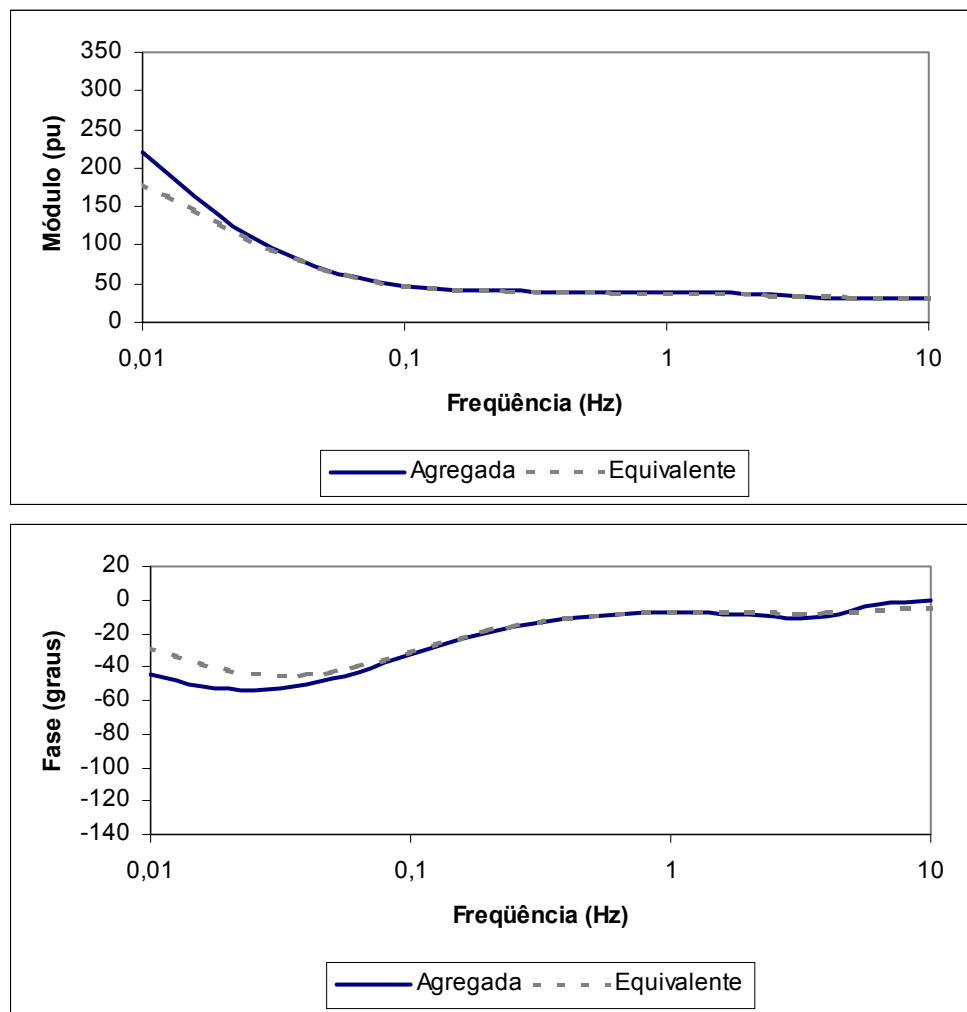 350
300
250
200
150
100
50
0
Módulo (pu)
0,01 0,1 1 10
Freqüência (Hz)
Agregada Equivalente
20
0
-20
-40
-60
-80
-100
-120
-140
Fase (graus)
0,01 0,1 1 10
Freqüência (Hz)
Agregada Equivalente